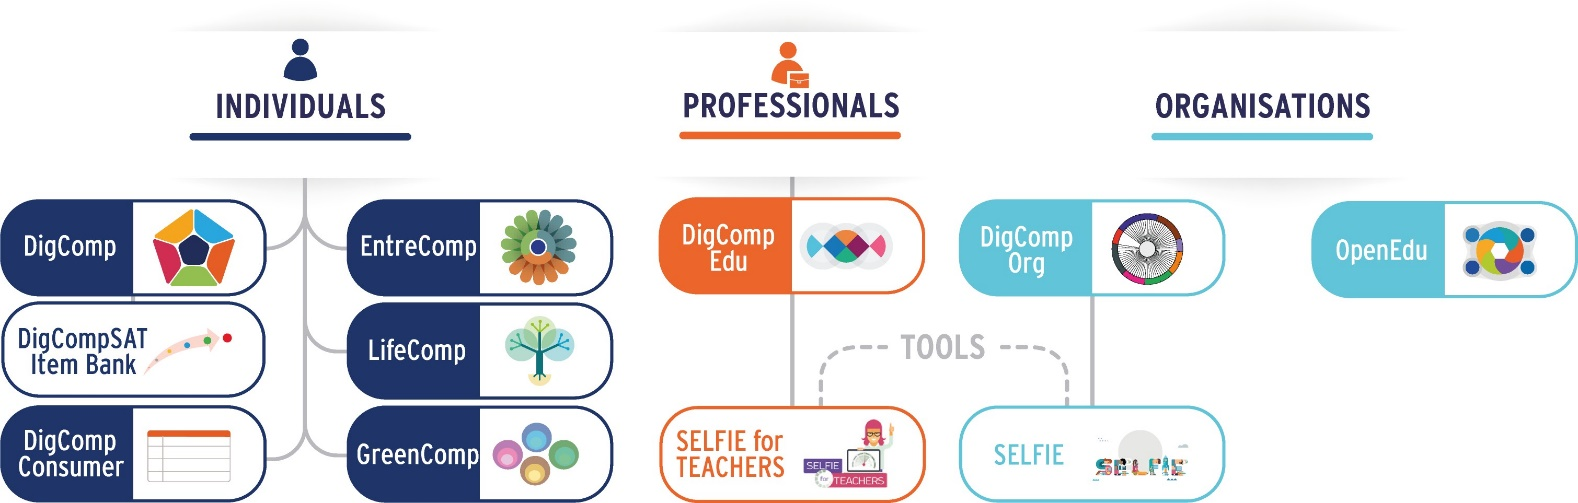 INDIVIDUALS
PROFESSIONALS
ORGANISATIONS
DigComp
EntreComp
DigComp
Edu
DigComp
Org
OpenEdu
DigCompSAT
Item Bank
LifeComp
TOOLS
DigComp
Consumer
GreenComp
SELFIE for
TEACHERS
SELFIE
for
TEACHERS
SELFIE
SELFIE